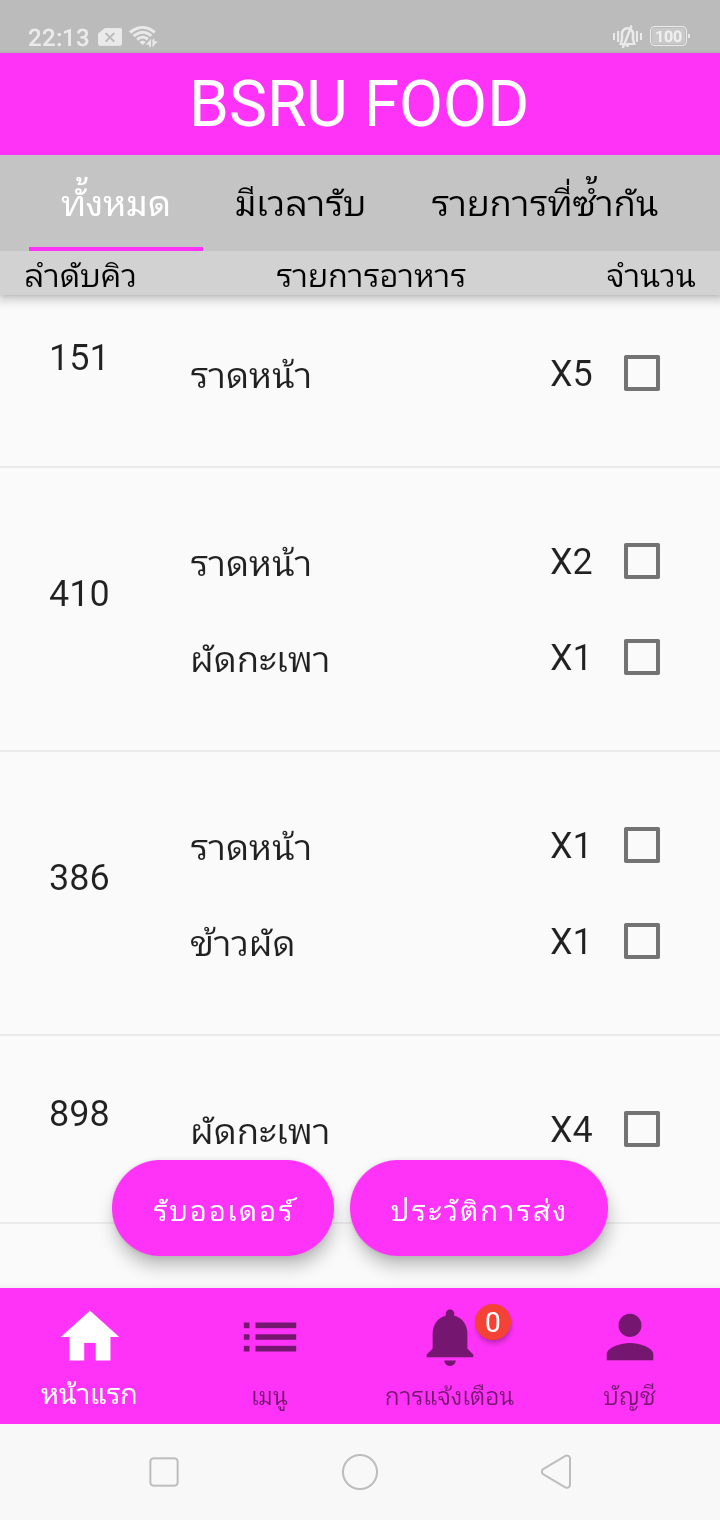 22:13 100
BSRU FOOD
ทั้งหมด มีเวลารับ รายการที่ซ้ำกัน
ลำดับคิว รายการอาหาร จำนวน
151 ราดหน้า X5
410
ราดหน้า X2
ผัดกะเพา X1
386
ราดหน้า X1
ข้าวผัด X1
898 ผัดกะเพา X4
รับออเดอร์ ประวัติการส่ง
0
หน้าแรก เมนู การแจ้งเตือน บัญชี